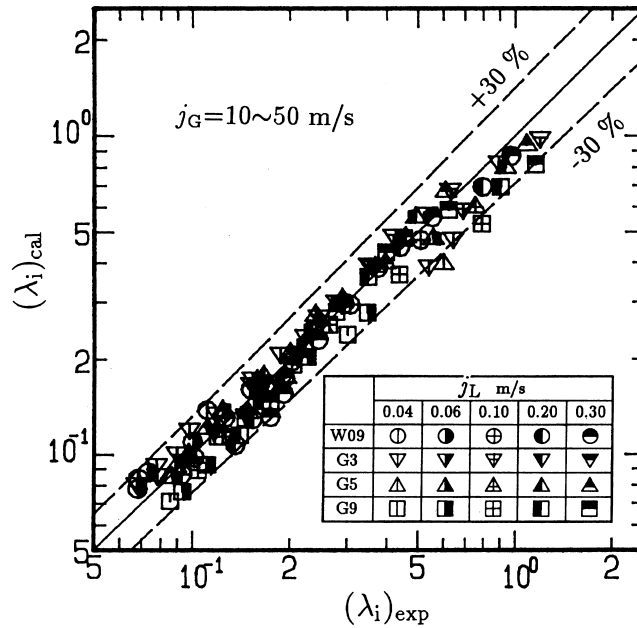 j_G=10~50 m/s
+30 %
-30 %
(λ_i)_cal
10^0
5
2
10^-1
5
j_L m/s
0.04 0.06 0.10 0.20 0.30
W09
G3
G5
G9
5 10^-1 2 5 10^0 2
(λ_i)_exp